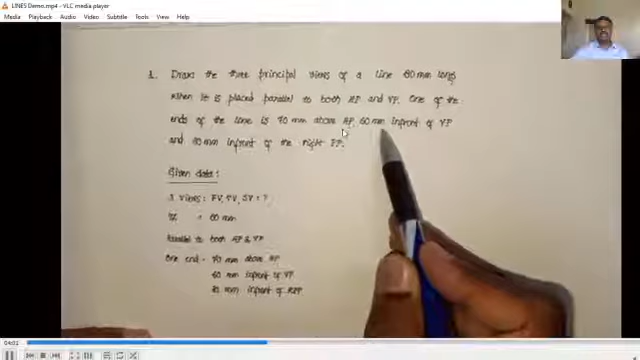 LINES Demo.mp4 - VLC media player
Media Playback Audio Video Subtitle Tools View Help
1. Draw the three principal views of a line 80 mm long
When it is placed parallel to both HP and VP. One of the
ends of the line is 70 mm above HP, 60 mm infront of VP
and mm infront of the right PP.
Given data:
3 Views: FV, TV, SV = ?
= 80 mm
Parallel to both HP & VP
One end - 70 mm above HP
60 mm infront of VP
mm infront of RPP
04:01